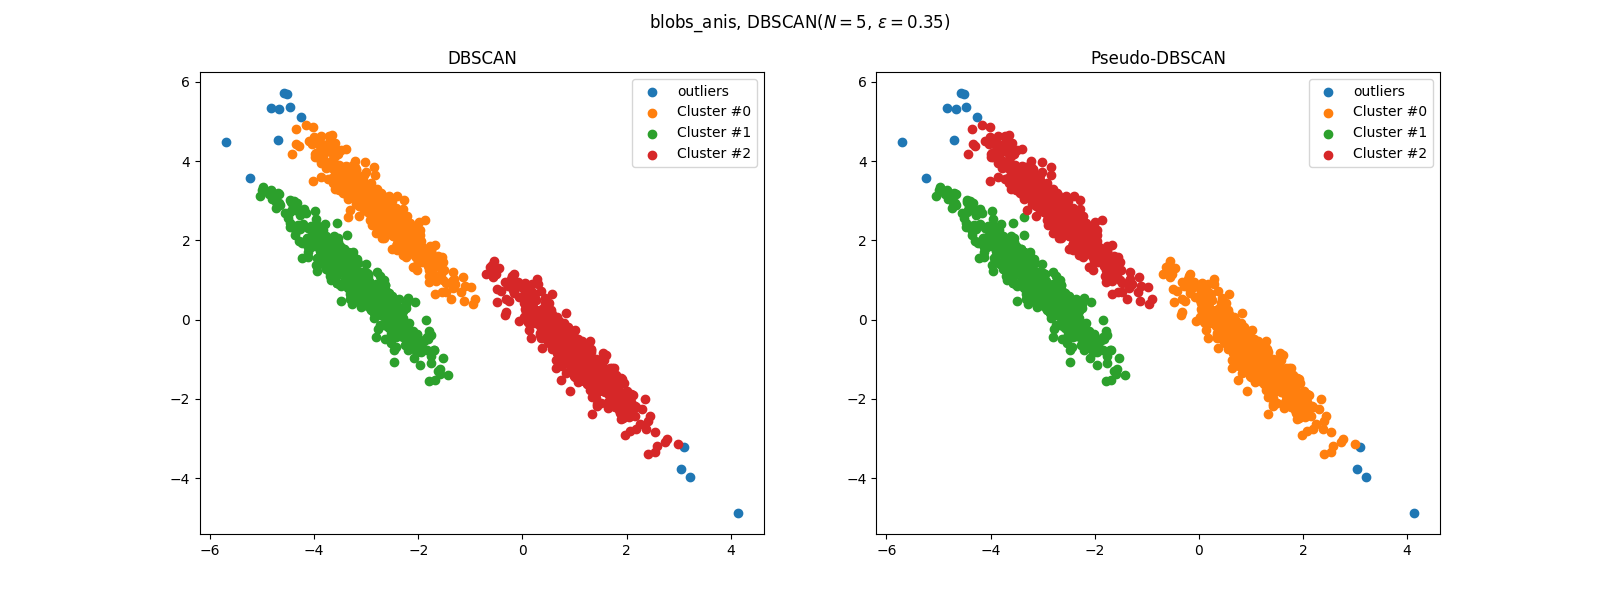 blobs_anis, DBSCAN(N = 5, ε = 0.35)
DBSCAN
6
4
2
0
−2
−4
−6
−4
−2
0
2
4
outliers
Cluster #0
Cluster #1
Cluster #2
Pseudo-DBSCAN
6
4
2
0
−2
−4
−6
−4
−2
0
2
4
outliers
Cluster #0
Cluster #1
Cluster #2